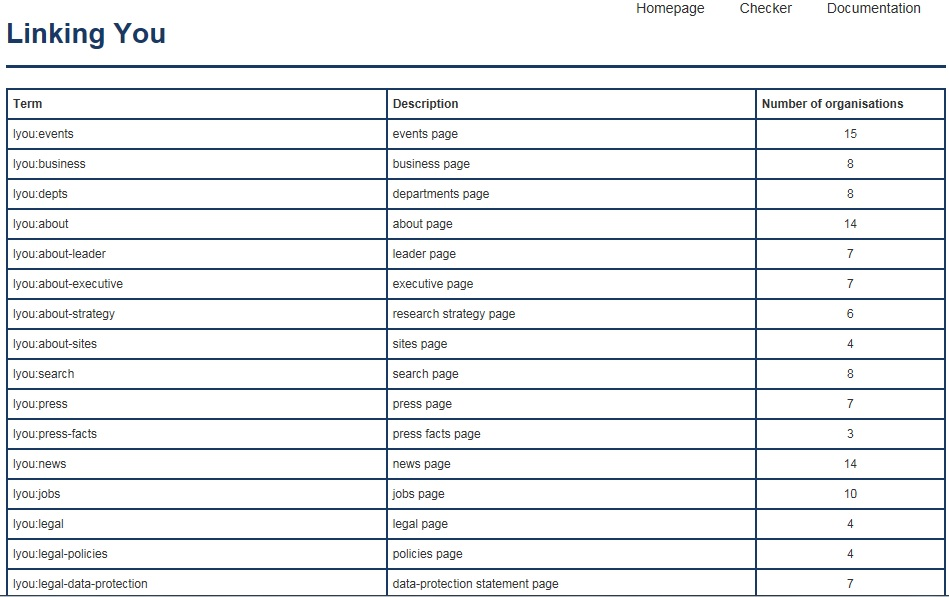 Homepage Checker Documentation
Linking You
Term Description Number of organisations
lyou:events events page 15
lyou:business business page 8
lyou:depts departments page 8
lyou:about about page 14
lyou:about-leader leader page 7
lyou:about-executive executive page 7
lyou:about-strategy research strategy page 6
lyou:about-sites sites page 4
lyou:search search page 8
lyou:press press page 7
lyou:press-facts press facts page 3
lyou:news news page 14
lyou:jobs jobs page 10
lyou:legal legal page 4
lyou:legal-policies policies page 4
lyou:legal-data-protection data-protection statement page 7